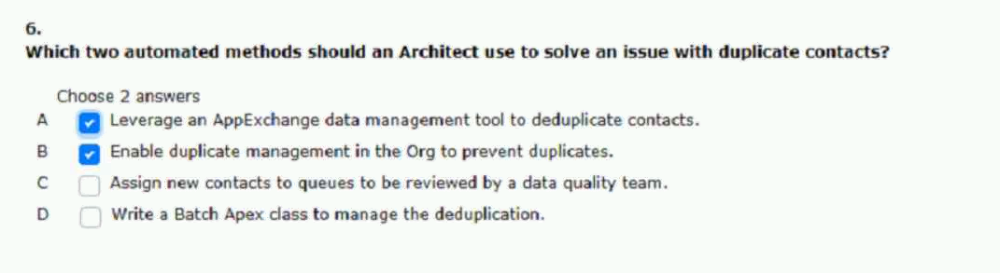 6.
Which two automated methods should an Architect use to solve an issue with duplicate contacts?
Choose 2 answers
A Leverage an AppExchange data management tool to deduplicate contacts.
B Enable duplicate management in the Org to prevent duplicates.
C Assign new contacts to queues to be reviewed by a data quality team.
D Write a Batch Apex class to manage the deduplication.